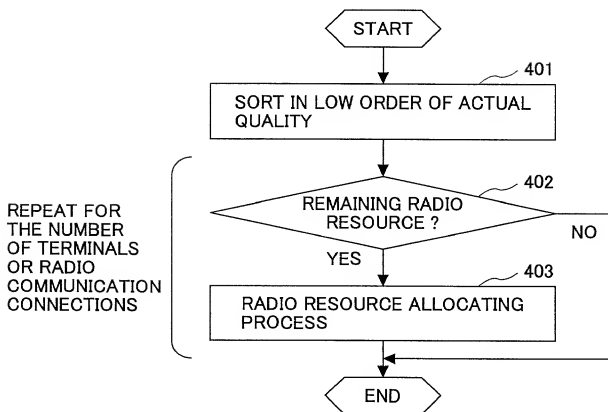 START
401
SORT IN LOW ORDER OF ACTUAL
QUALITY
402
REMAINING RADIO
RESOURCE ?
NO
YES
REPEAT FOR
THE NUMBER
OF TERMINALS
OR RADIO
COMMUNICATION
CONNECTIONS
403
RADIO RESOURCE ALLOCATING
PROCESS
END